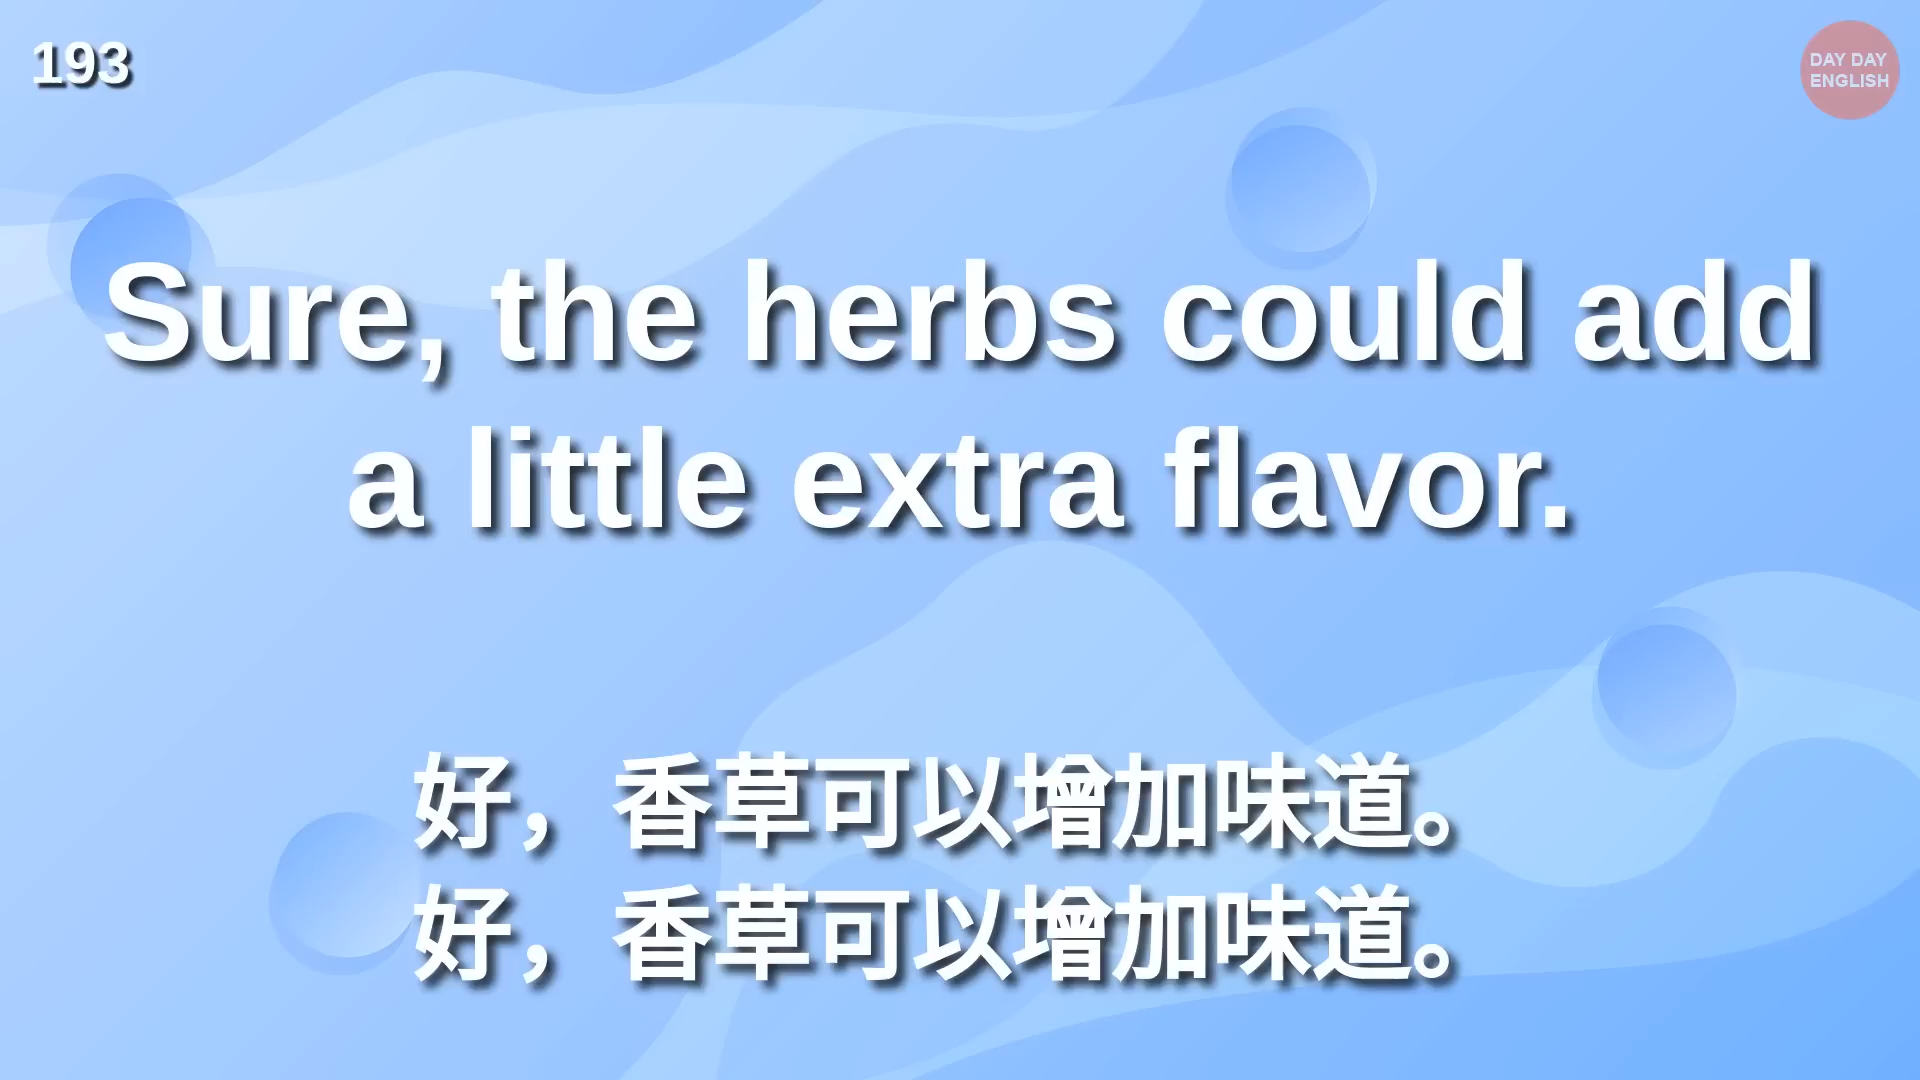 193
DAY DAY
ENGLISH
Sure, the herbs could add
a little extra flavor.
好，香草可以增加味道。
好，香草可以增加味道。